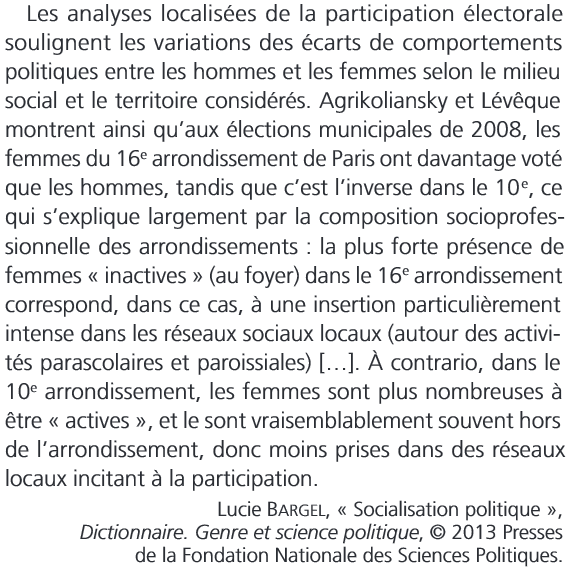 Les analyses localisées de la participation électorale
soulignent les variations des écarts de comportements
politiques entre les hommes et les femmes selon le milieu
social et le territoire considérés. Agrikoliansky et Lévêque
montrent ainsi qu’aux élections municipales de 2008, les
femmes du 16e arrondissement de Paris ont davantage voté
que les hommes, tandis que c’est l’inverse dans le 10e, ce
qui s’explique largement par la composition socioprofes-
sionnelle des arrondissements : la plus forte présence de
femmes « inactives » (au foyer) dans le 16e arrondissement
correspond, dans ce cas, à une insertion particulièrement
intense dans les réseaux sociaux locaux (autour des activi-
tés parascolaires et paroissiales) […]. À contrario, dans le
10e arrondissement, les femmes sont plus nombreuses à
être « actives », et le sont vraisemblablement souvent hors
de l’arrondissement, donc moins prises dans des réseaux
locaux incitant à la participation.
Lucie BARGEL, « Socialisation politique »,
Dictionnaire. Genre et science politique, © 2013 Presses
de la Fondation Nationale des Sciences Politiques.